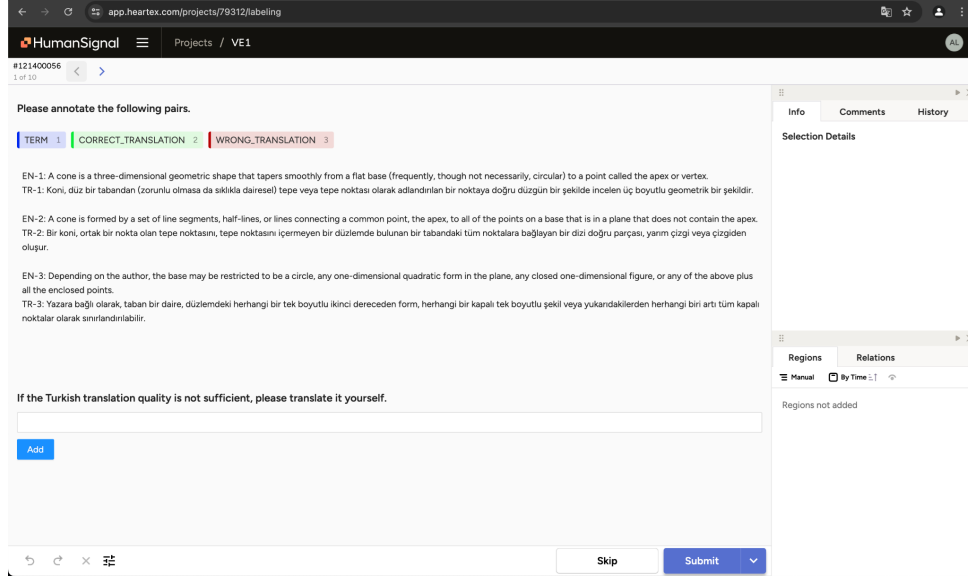 app.heartex.com/projects/79312/labeling
HumanSignal Projects / VE1 AL
#121400056
1 of 10
Please annotate the following pairs.
TERM 1 CORRECT_TRANSLATION 2 WRONG_TRANSLATION 3
EN-1: A cone is a three-dimensional geometric shape that tapers smoothly from a flat base (frequently, though not necessarily, circular) to a point called the apex or vertex.
TR-1: Koni, düz bir tabandan (zorunlu olmasa da sıklıkla dairesel) tepe veya tepe noktası olarak adlandırılan bir noktaya doğru düzgün bir şekilde incelen üç boyutlu geometrik bir şekildir.
EN-2: A cone is formed by a set of line segments, half-lines, or lines connecting a common point, the apex, to all of the points on a base that is in a plane that does not contain the apex.
TR-2: Bir koni, ortak bir nokta olan tepe noktasını, tepe noktasını içermeyen bir düzlemde bulunan bir tabandaki tüm noktalara bağlayan bir dizi doğru parçası, yarım çizgi veya çizgiden
oluşur.
EN-3: Depending on the author, the base may be restricted to be a circle, any one-dimensional quadratic form in the plane, any closed one-dimensional figure, or any of the above plus
all the enclosed points.
TR-3: Yazara bağlı olarak, taban bir daire, düzlemdeki herhangi bir tek boyutlu ikinci dereceden form, herhangi bir kapalı tek boyutlu şekil veya yukarıdakilerden herhangi biri artı tüm kapalı
noktalar olarak sınırlandırılabilir.
If the Turkish translation quality is not sufficient, please translate it yourself.
Add
Skip Submit
Info Comments History
Selection Details
Regions Relations
Manual By Time
Regions not added